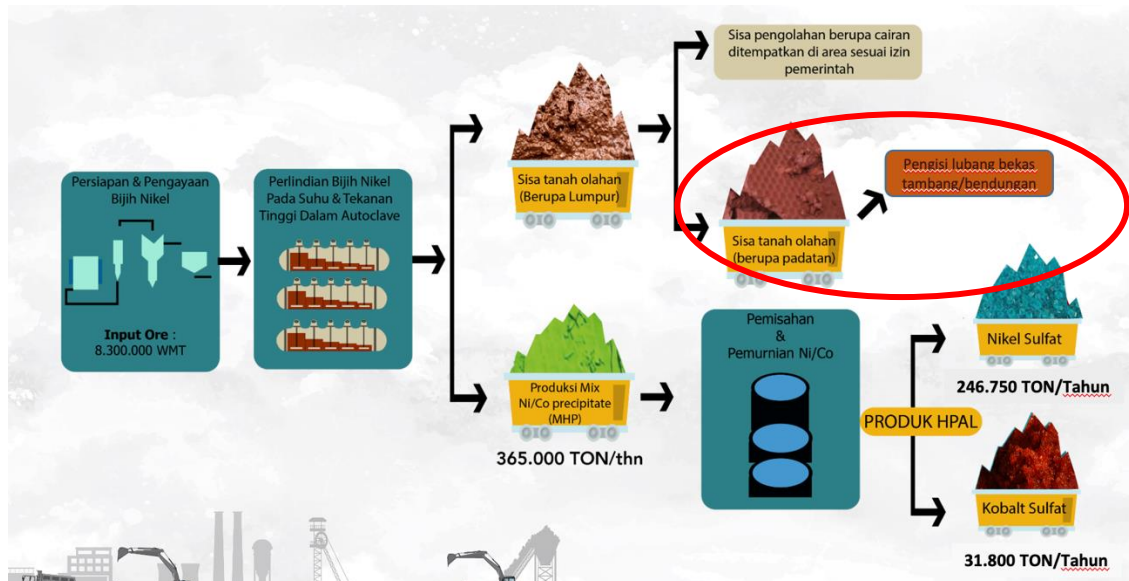 Persiapan & Pengayaan
Bijih Nikel
Input Ore :
8.300.000 WMT
Perlindian Bijih Nikel
Pada Suhu & Tekanan
Tinggi Dalam Autoclave
Sisa tanah olahan
(Berupa Lumpur)
Sisa pengolahan berupa cairan
ditempatkan di area sesuai izin
pemerintah
Sisa tanah olahan
(berupa padatan)
Pengisi lubang bekas
tambang/bendungan
Produksi Mix
Ni/Co precipitate
(MHP)
365.000 TON/thn
Pemisahan
&
Pemurnian Ni/Co
PRODUK HPAL
Nikel Sulfat
246.750 TON/Tahun
Kobalt Sulfat
31.800 TON/Tahun